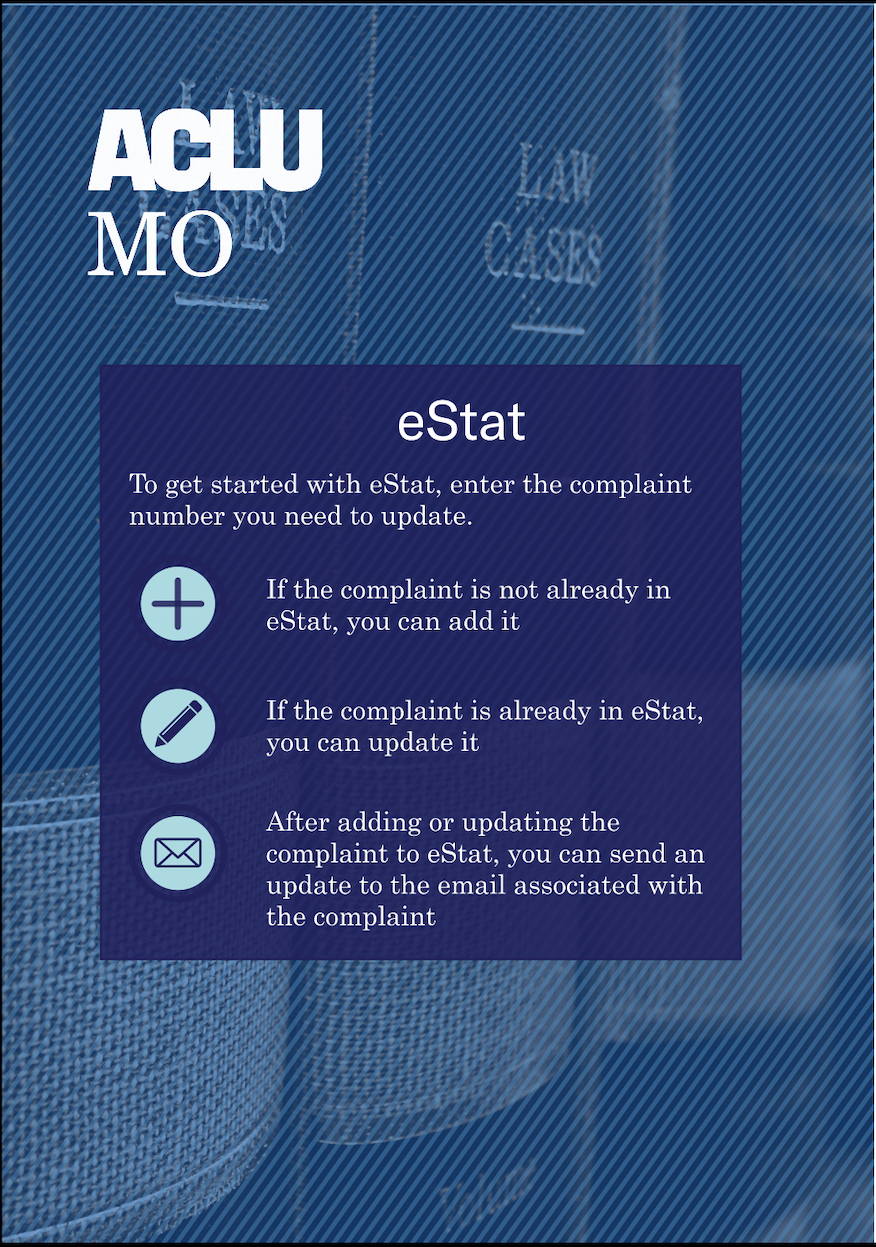 LAW
CASES
ACLU
MO
LAW
CASES
eStat
To get started with eStat, enter the complaint
number you need to update.
If the complaint is not already in
eStat, you can add it
If the complaint is already in eStat,
you can update it
After adding or updating the
complaint to eStat, you can send an
update to the email associated with
the complaint
Volume